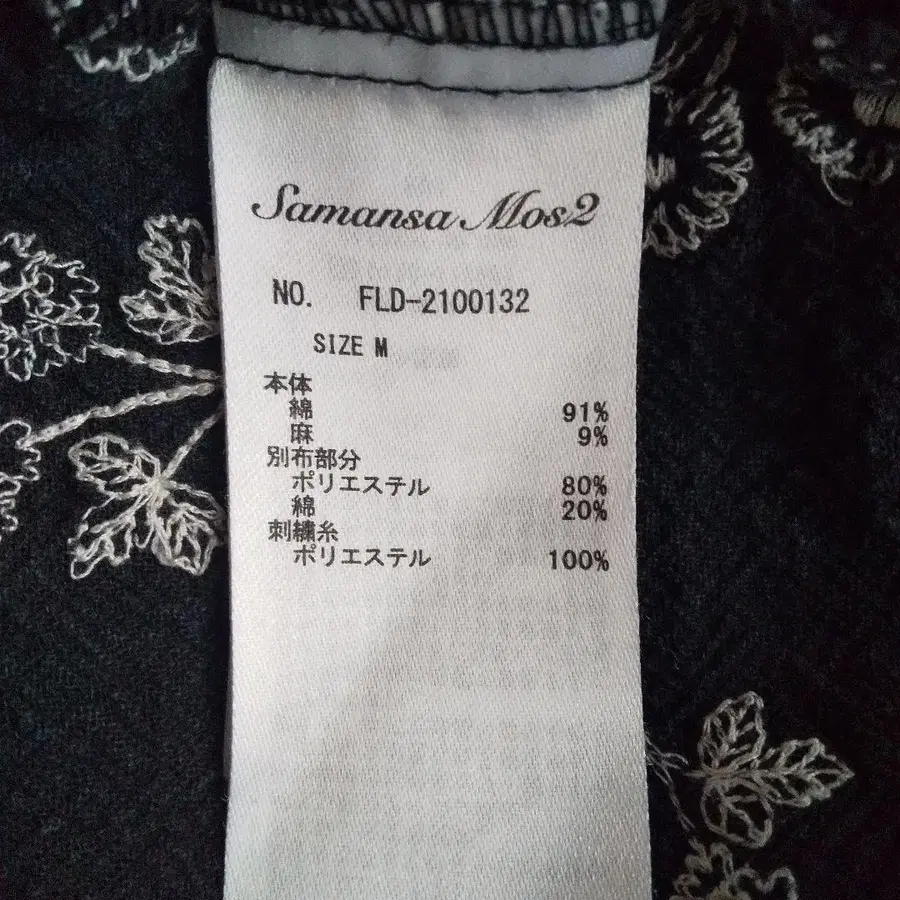 Samansa Mos2
NO. FLD-2100132
SIZE M
本体
綿 91%
麻 9%
別布部分
ポリエステル 80%
綿 20%
刺繍糸
ポリエステル 100%